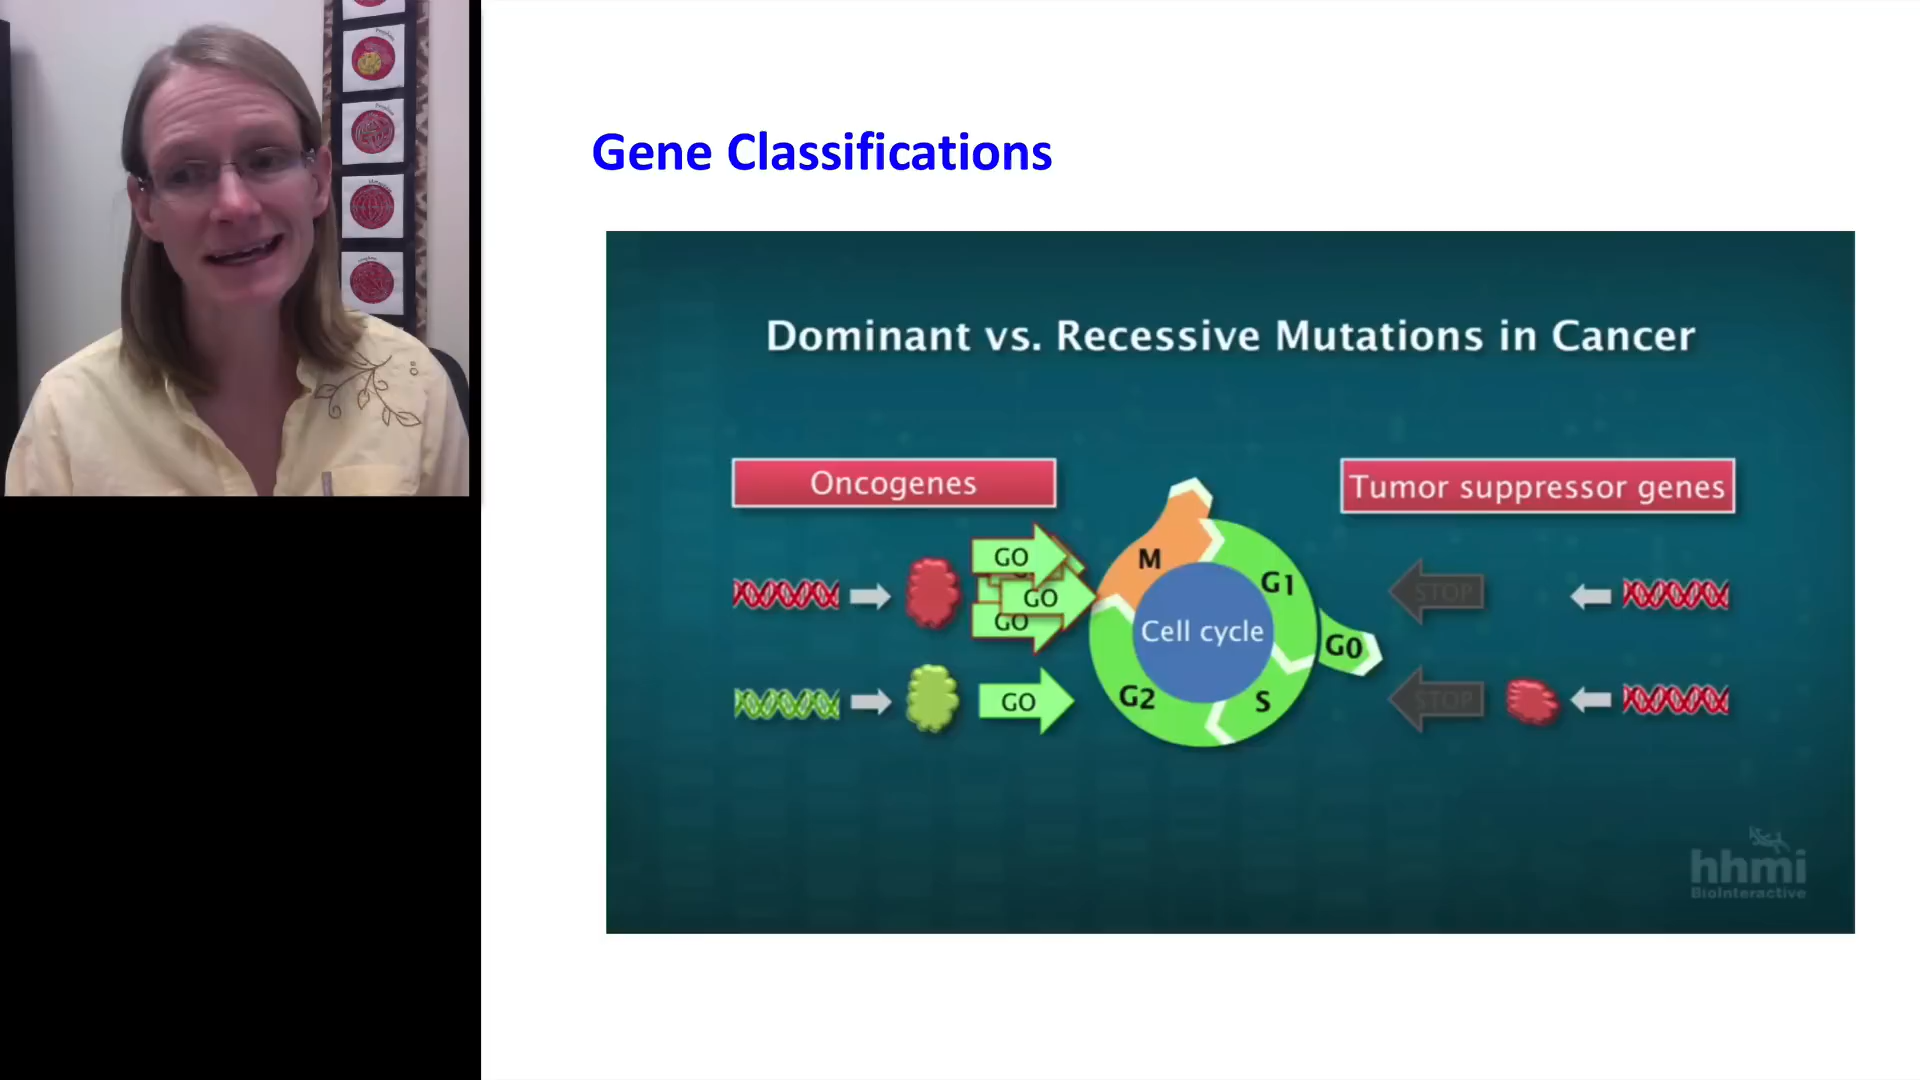 Gene Classifications
Dominant vs. Recessive Mutations in Cancer
Oncogenes
Tumor suppressor genes
GO
GO
GO
GO
M
G1
Cell cycle
G0
G2
S
STOP
STOP
hhmi
BioInteractive